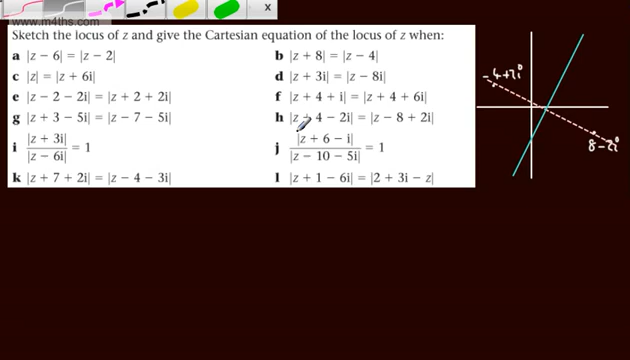 www.m4ths.com
x
Sketch the locus of z and give the Cartesian equation of the locus of z when:
a |z − 6| = |z − 2| b |z + 8| = |z − 4|
c |z| = |z + 6i| d |z + 3i| = |z − 8i|
e |z − 2 − 2i| = |z + 2 + 2i| f |z + 4 + i| = |z + 4 + 6i|
g |z + 3 − 5i| = |z − 7 − 5i| h |z + 4 − 2i| = |z − 8 + 2i|
i |z + 3i| / |z − 6i| = 1 j |z + 6 − i| / |z − 10 − 5i| = 1
k |z + 7 + 2i| = |z − 4 − 3i| l |z + 1 − 6i| = |2 + 3i − z|
−4+2i
8−2i